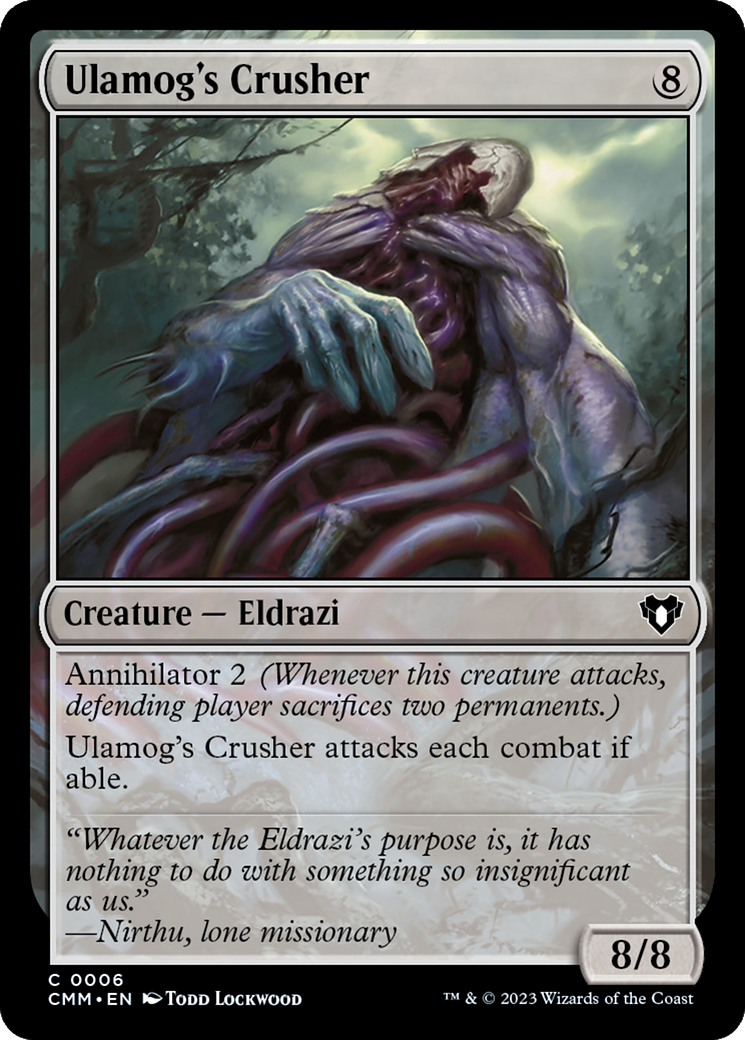 Ulamog's Crusher 8
Creature — Eldrazi
Annihilator 2 (Whenever this creature attacks,
defending player sacrifices two permanents.)
Ulamog's Crusher attacks each combat if
able.
“Whatever the Eldrazi's purpose is, it has
nothing to do with something so insignificant
as us.”
—Nirthu, lone missionary
8/8
C 0006
CMM • EN Todd Lockwood ™ & © 2023 Wizards of the Coast